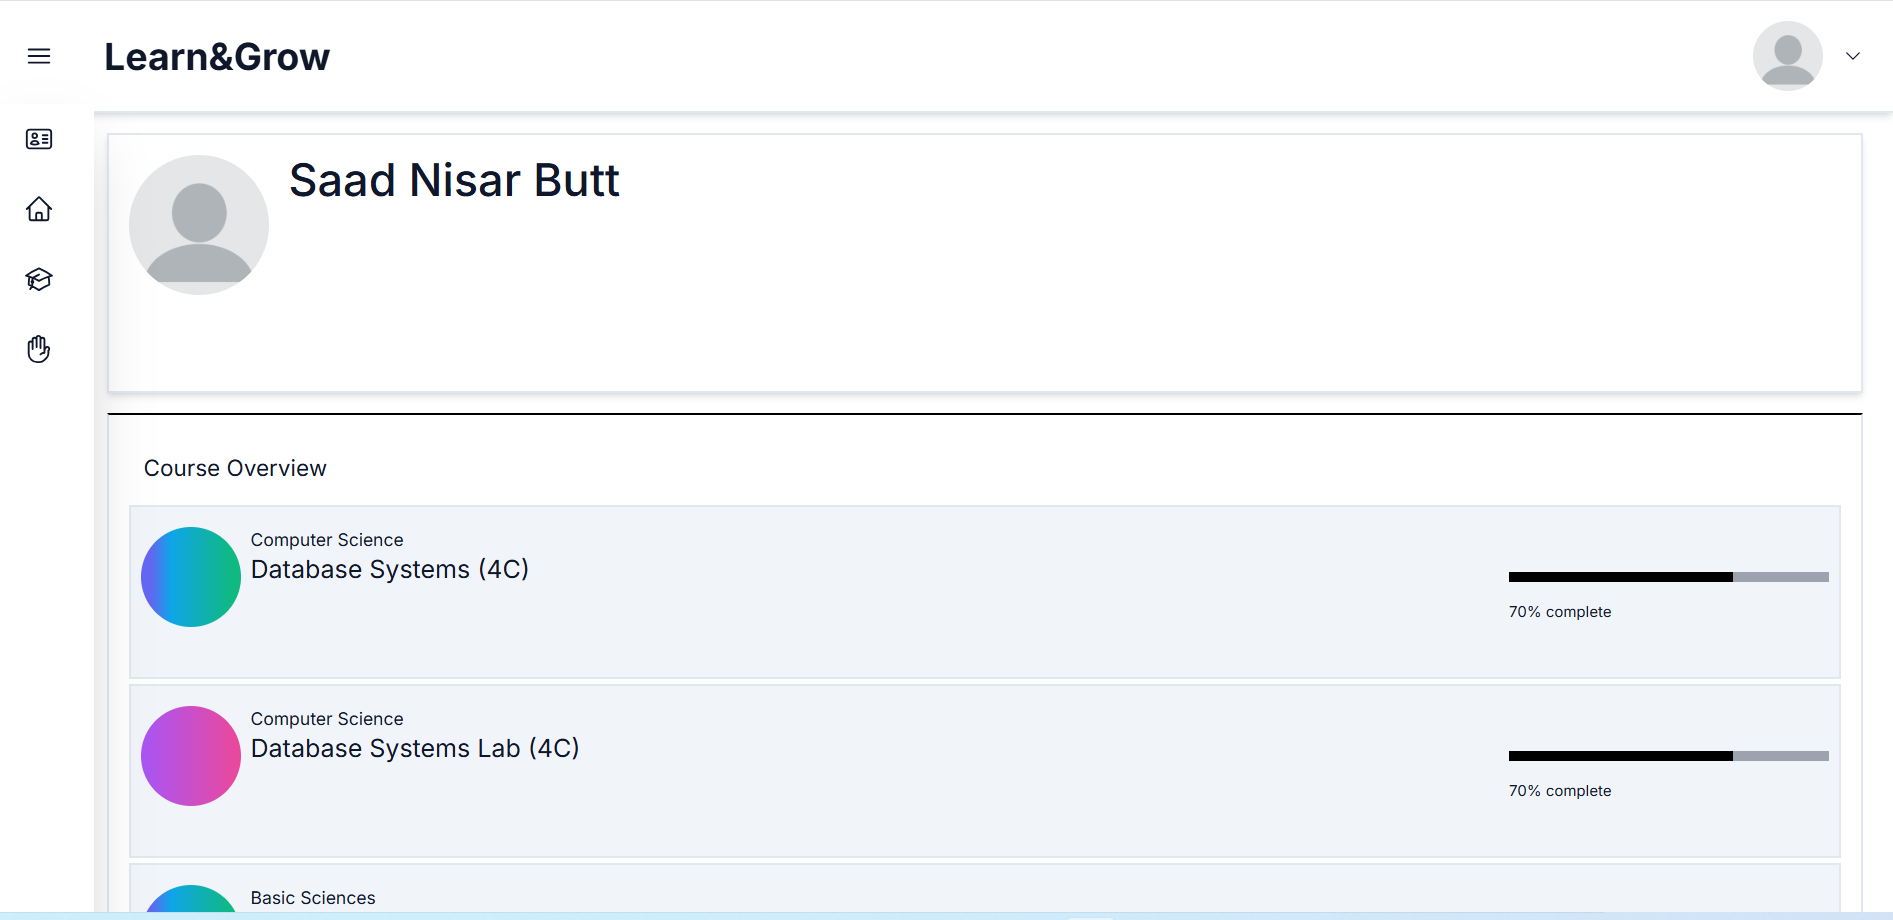 Learn&Grow
Saad Nisar Butt
Course Overview
Computer Science
Database Systems (4C)
70% complete
Computer Science
Database Systems Lab (4C)
70% complete
Basic Sciences